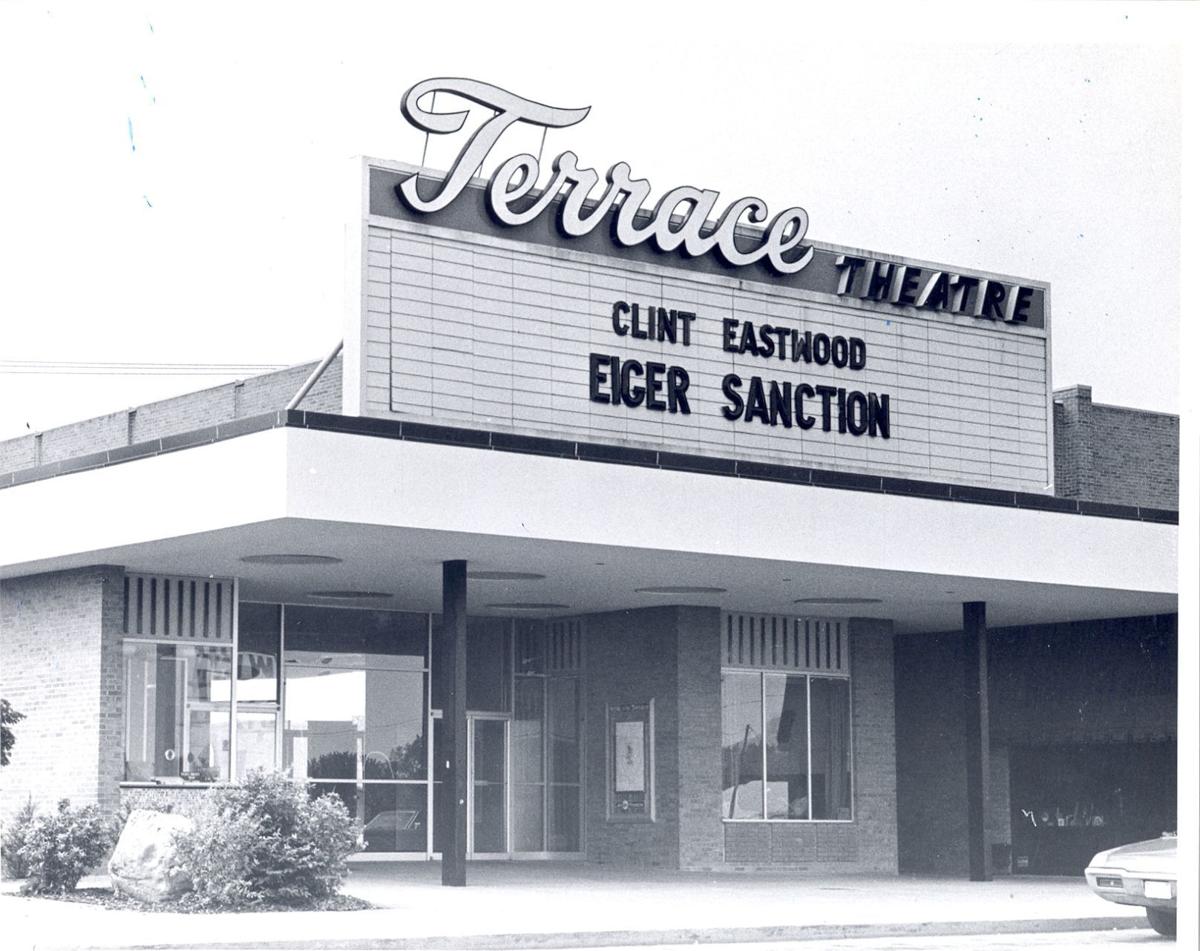 Terrace
THEATRE
CLINT EASTWOOD
EIGER SANCTION